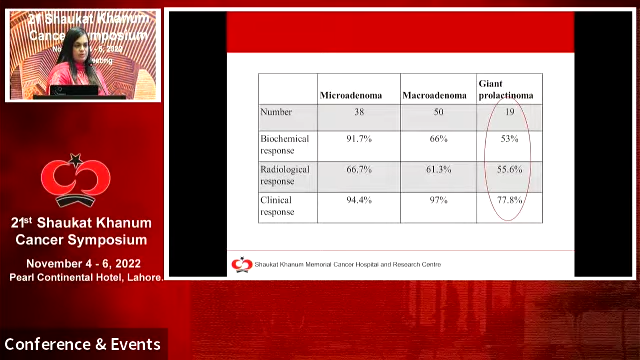 21st Shaukat Khanum
Cancer Symposium
21st Shaukat Khanum
Cancer Symposium
November 4 - 6, 2022
Pearl Continental Hotel, Lahore.
Conference & Events
Microadenoma Macroadenoma Giant prolactinoma
Number 38 50 19
Biochemical response 91.7% 66% 53%
Radiological response 66.7% 61.3% 55.6%
Clinical response 94.4% 97% 77.8%
Shaukat Khanum Memorial Cancer Hospital and Research Centre